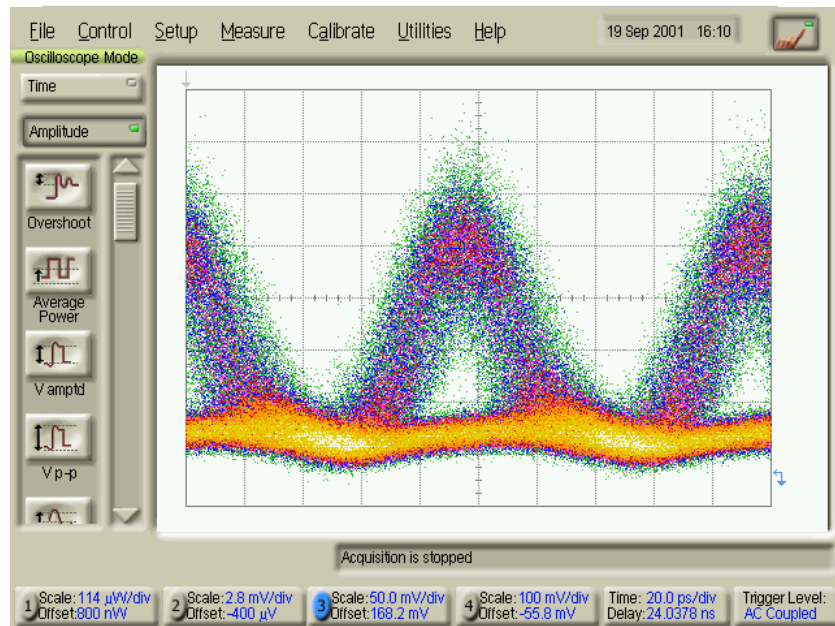 File Control Setup Measure Calibrate Utilities Help 19 Sep 2001 16:10
Oscilloscope Mode
Time
Amplitude
Overshoot
Average
Power
V amptd
V p-p
Acquisition is stopped
1 Scale:114 µW/div
Offset:800 nW
2 Scale:2.8 mV/div
Offset:-400 µV
3 Scale:50.0 mV/div
Offset:168.2 mV
4 Scale:100 mV/div
Offset:-55.8 mV
Time: 20.0 ps/div
Delay:24.0378 ns
Trigger Level:
AC Coupled